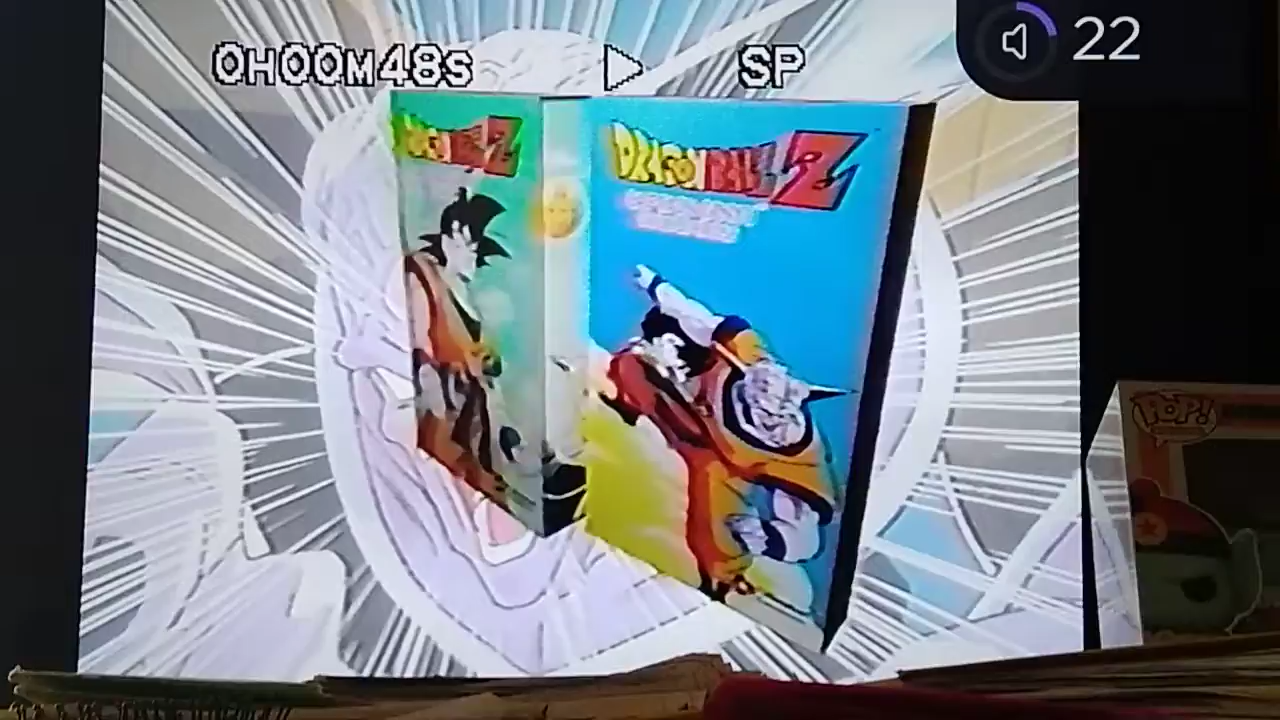 0H00M48S SP
22
DRAGON BALL Z
DRAGON BALL Z
POP!